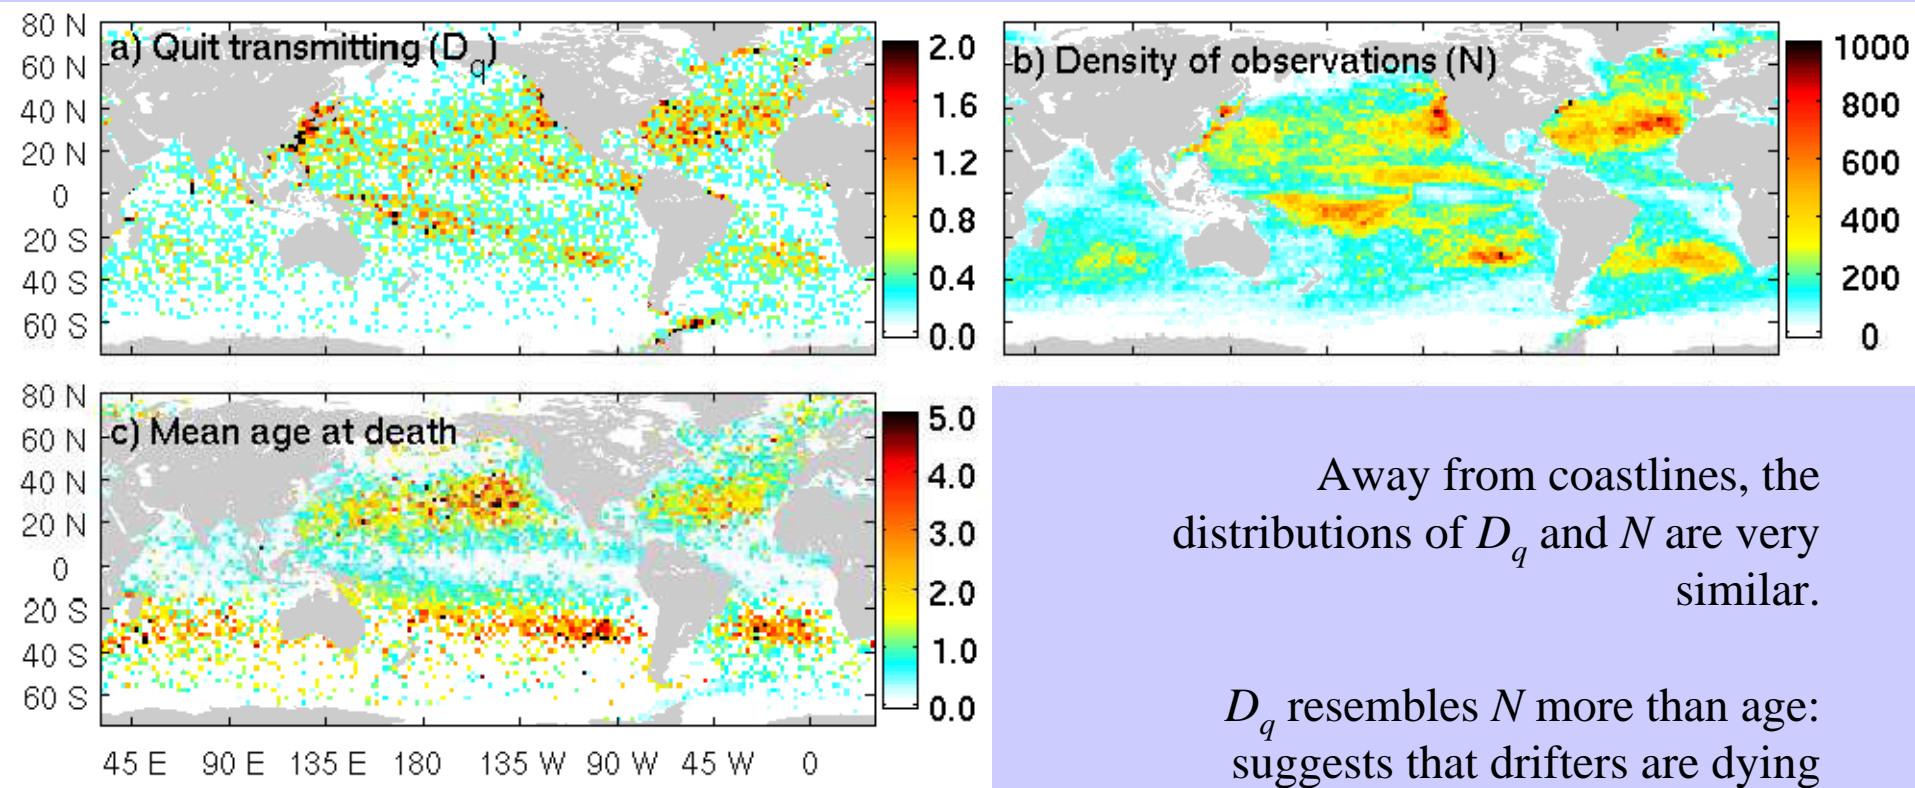 80 N
60 N
40 N
20 N
0
20 S
40 S
60 S
a) Quit transmitting (D_q)
2.0
1.6
1.2
0.8
0.4
0.0
b) Density of observations (N)
1000
800
600
400
200
0
80 N
60 N
40 N
20 N
0
20 S
40 S
60 S
c) Mean age at death
5.0
4.0
3.0
2.0
1.0
0.0
45 E 90 E 135 E 180 135 W 90 W 45 W 0
Away from coastlines, the
distributions of D_q and N are very
similar.
D_q resembles N more than age:
suggests that drifters are dying